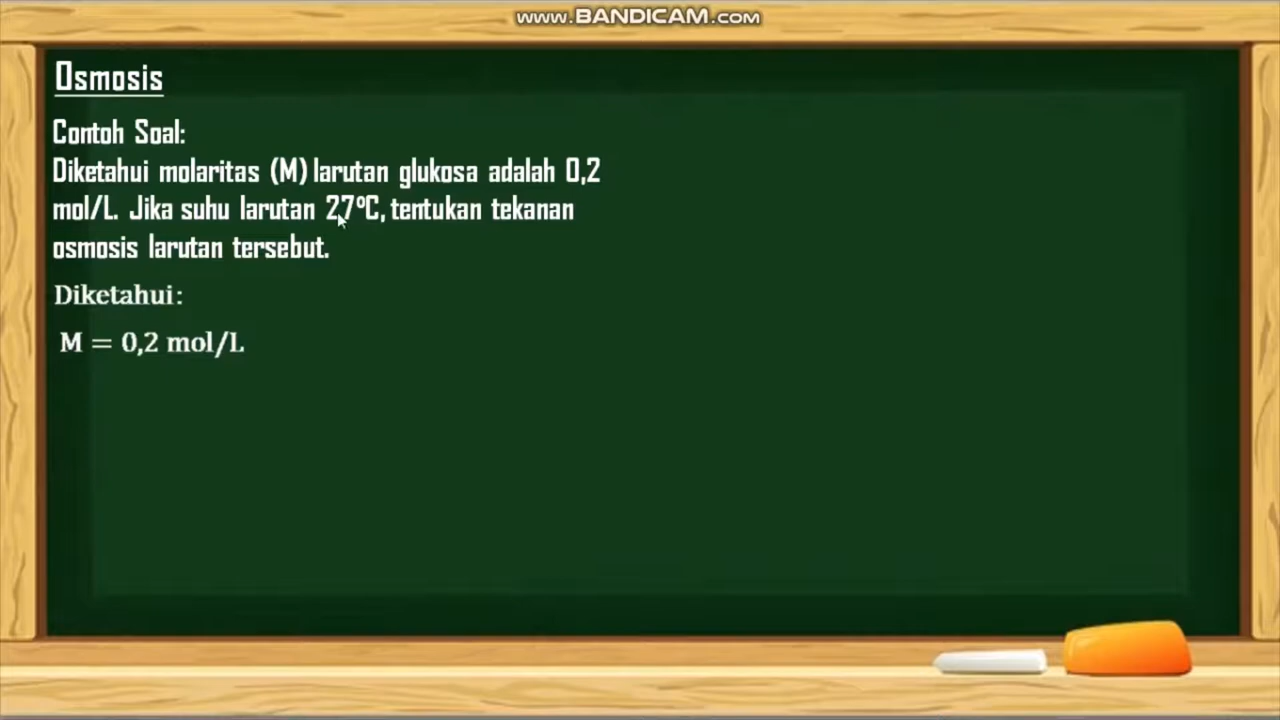 www.BANDICAM.com
Osmosis
Contoh Soal:
Diketahui molaritas (M) larutan glukosa adalah 0,2
mol/L. Jika suhu larutan 27°C, tentukan tekanan
osmosis larutan tersebut.
Diketahui:
M = 0,2 mol/L